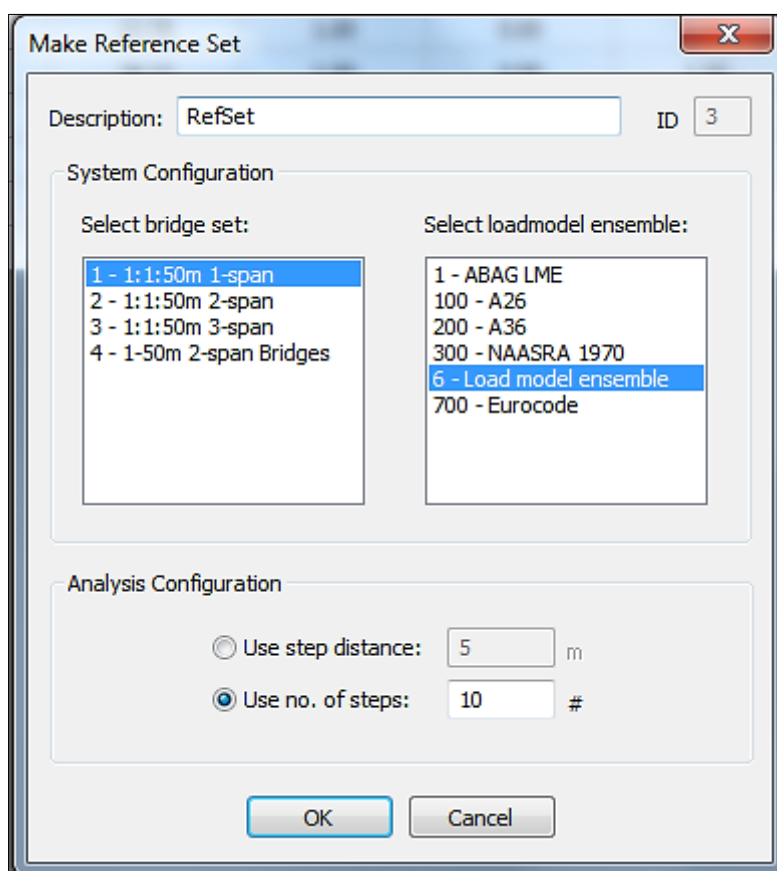 Make Reference Set
Description: RefSet ID 3
System Configuration
Select bridge set:
1 - 1:1:50m 1-span
2 - 1:1:50m 2-span
3 - 1:1:50m 3-span
4 - 1-50m 2-span Bridges
Select loadmodel ensemble:
1 - ABAG LME
100 - A26
200 - A36
300 - NAASRA 1970
6 - Load model ensemble
700 - Eurocode
Analysis Configuration
Use step distance: 5 m
Use no. of steps: 10 #
OK Cancel